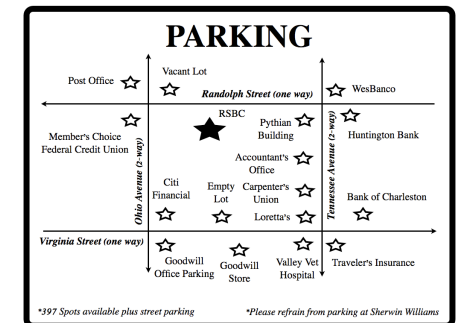 PARKING
Post Office
Vacant Lot
Randolph Street (one way)
WesBanco
Member's Choice
Federal Credit Union
RSBC
Pythian
Building
Huntington Bank
Ohio Avenue (2-way)
Tennessee Avenue (2-way)
Accountant's
Office
Citi
Financial
Empty
Lot
Carpenter's
Union
Loretta's
Bank of Charleston
Virginia Street (one way)
Goodwill
Office Parking
Goodwill
Store
Valley Vet
Hospital
Traveler's Insurance
*397 Spots available plus street parking
*Please refrain from parking at Sherwin Williams